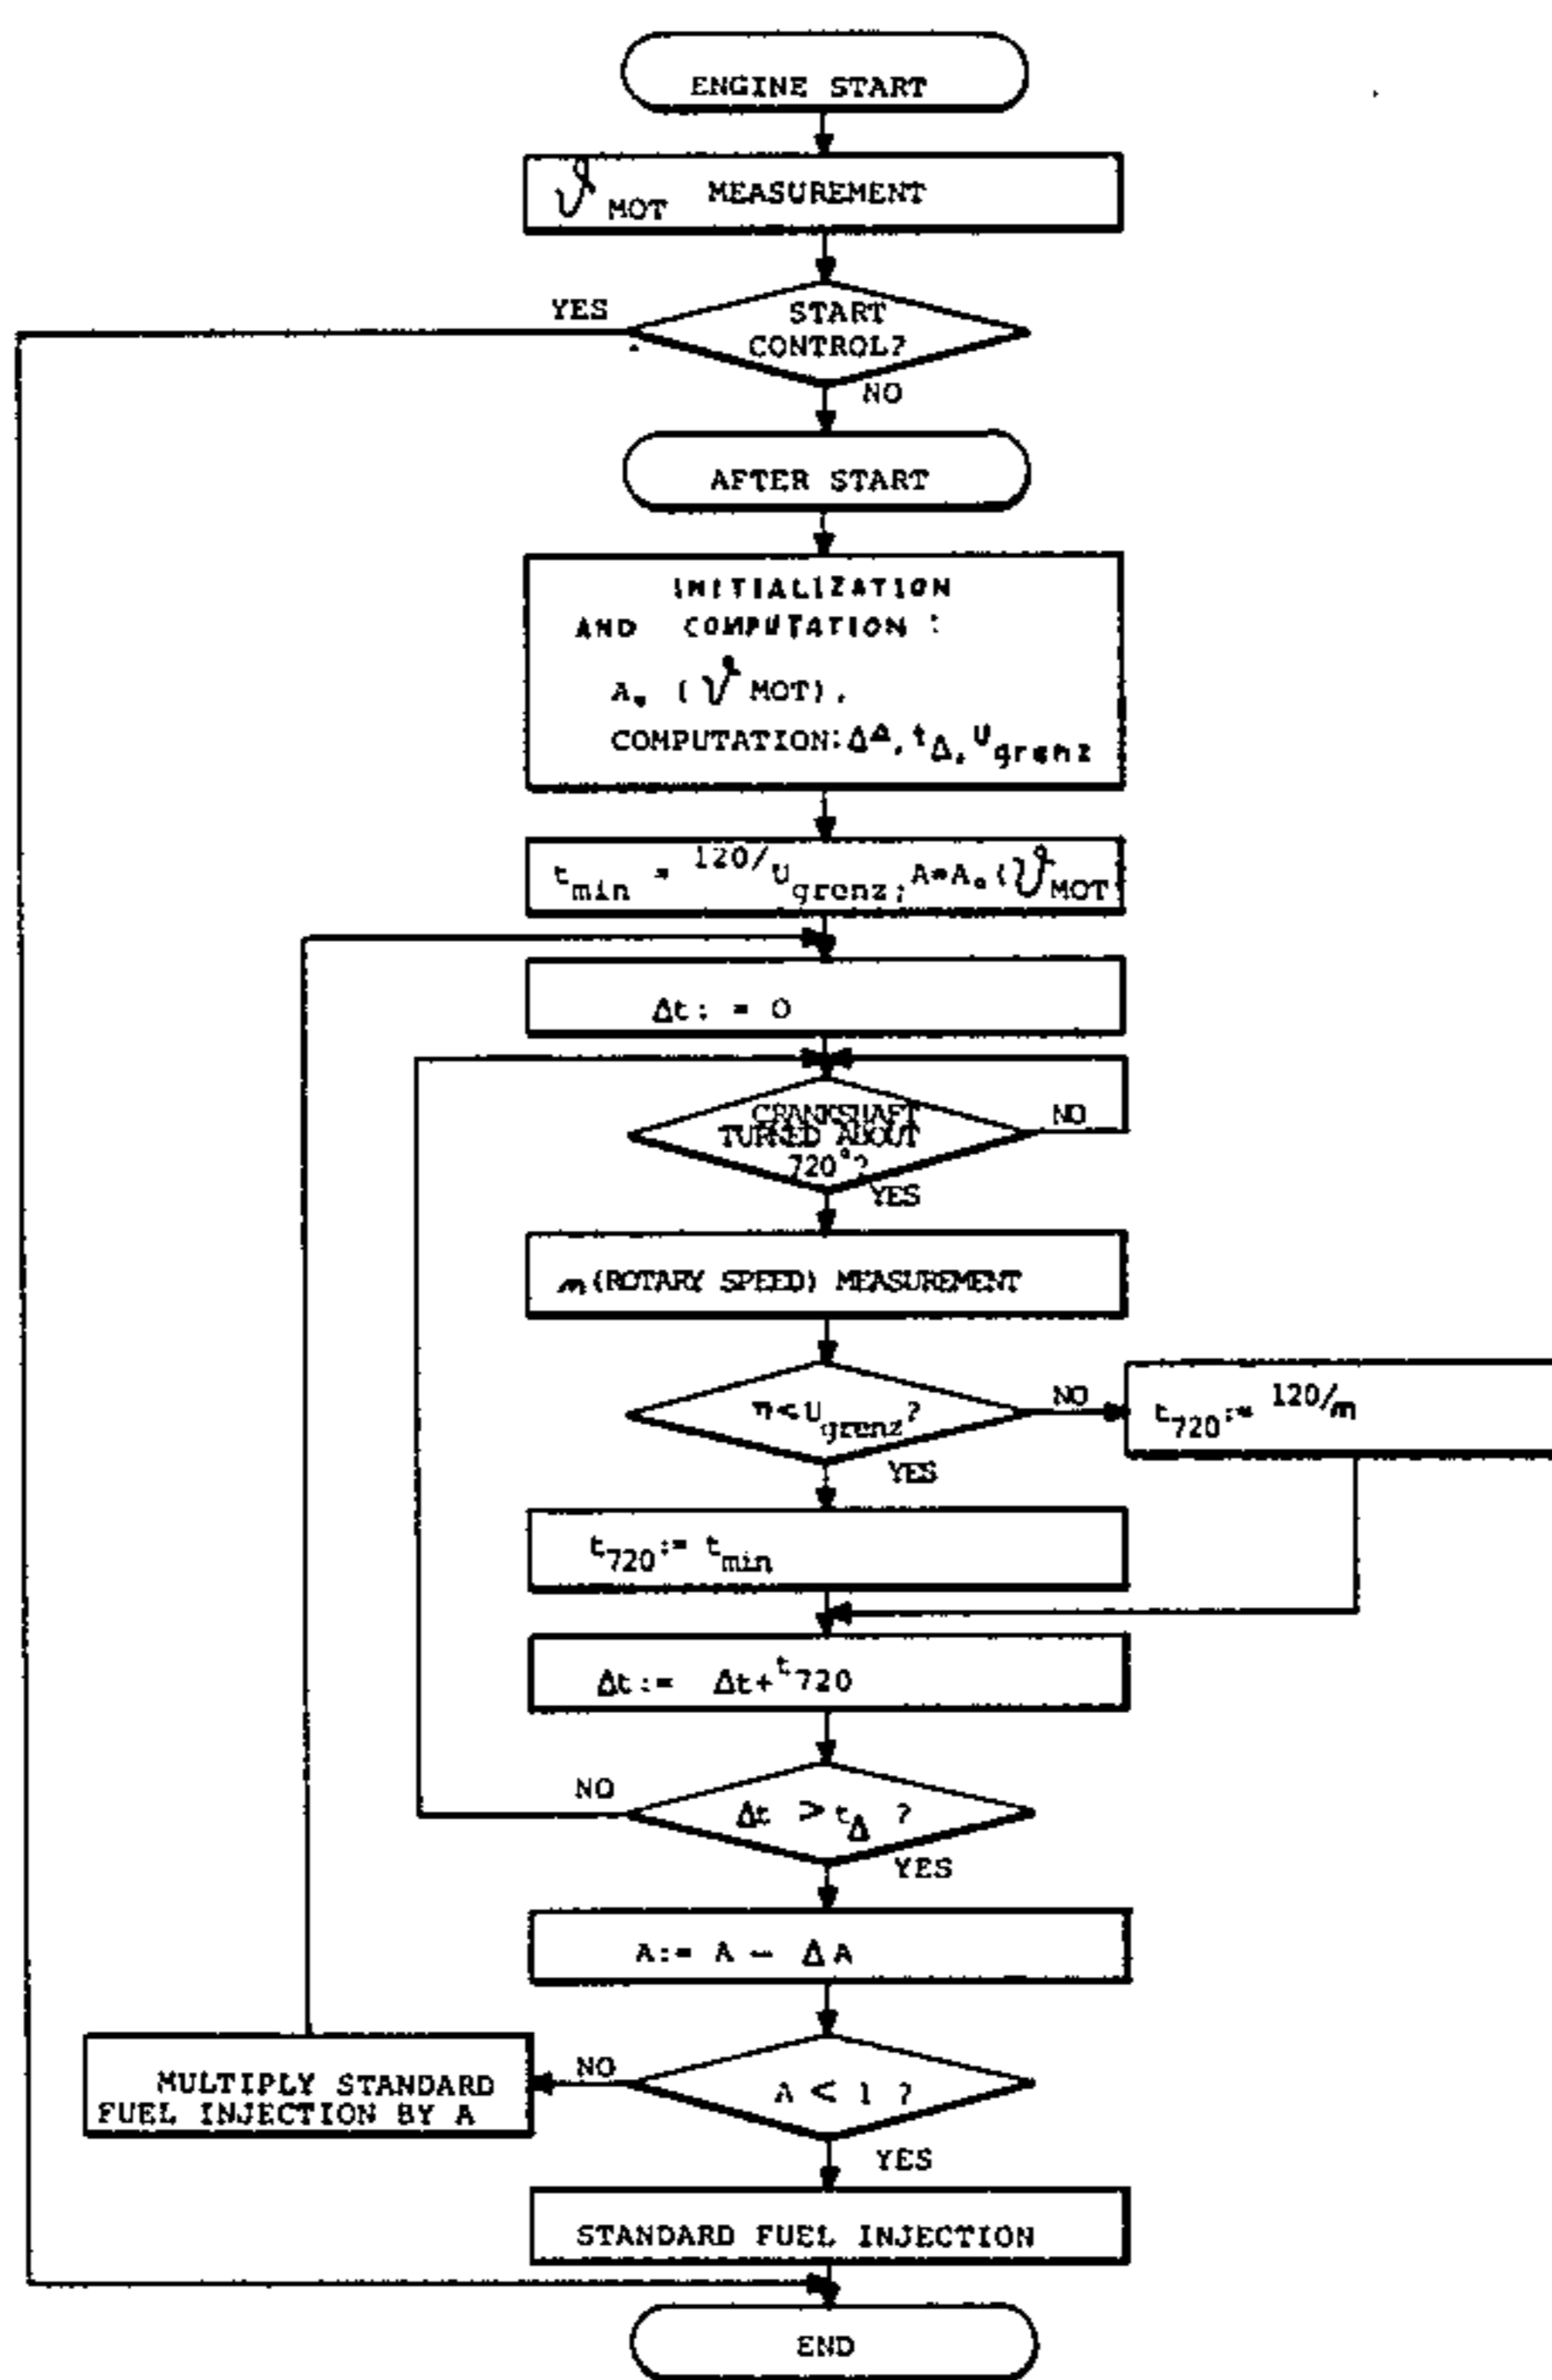 ENGINE START
ϑMOT MEASUREMENT
YES
START
CONTROL?
NO
AFTER START
INITIALIZATION
AND COMPUTATION :
A₀ (ϑMOT),
COMPUTATION: ΔA, tΔ, Ugrenz
tmin = 120/Ugrenz; A=A₀(ϑMOT
Δt: = 0
CRANKSHAFT
TURNED ABOUT
720°?
NO
YES
n (ROTARY SPEED) MEASUREMENT
n<Ugrenz?
NO
t720:= 120/n
YES
t720:= tmin
Δt:= Δt+t720
NO
Δt > tΔ ?
YES
A:= A - ΔA
MULTIPLY STANDARD
FUEL INJECTION BY A
NO
A < 1 ?
YES
STANDARD FUEL INJECTION
END